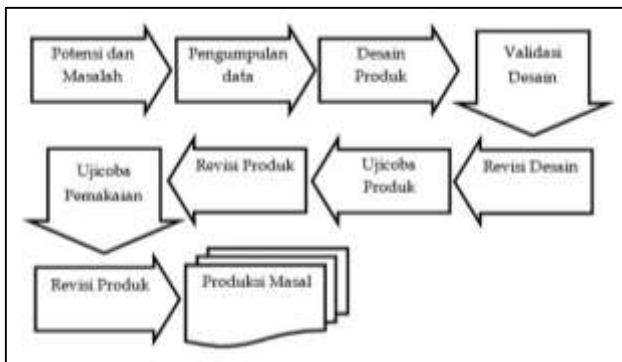 Potensi dan
Masalah
Pengumpulan
data
Desain
Produk
Validasi
Desain
Revisi Desain
Ujicoba
Produk
Revisi Produk
Ujicoba
Pemakaian
Revisi Produk
Produksi Masal